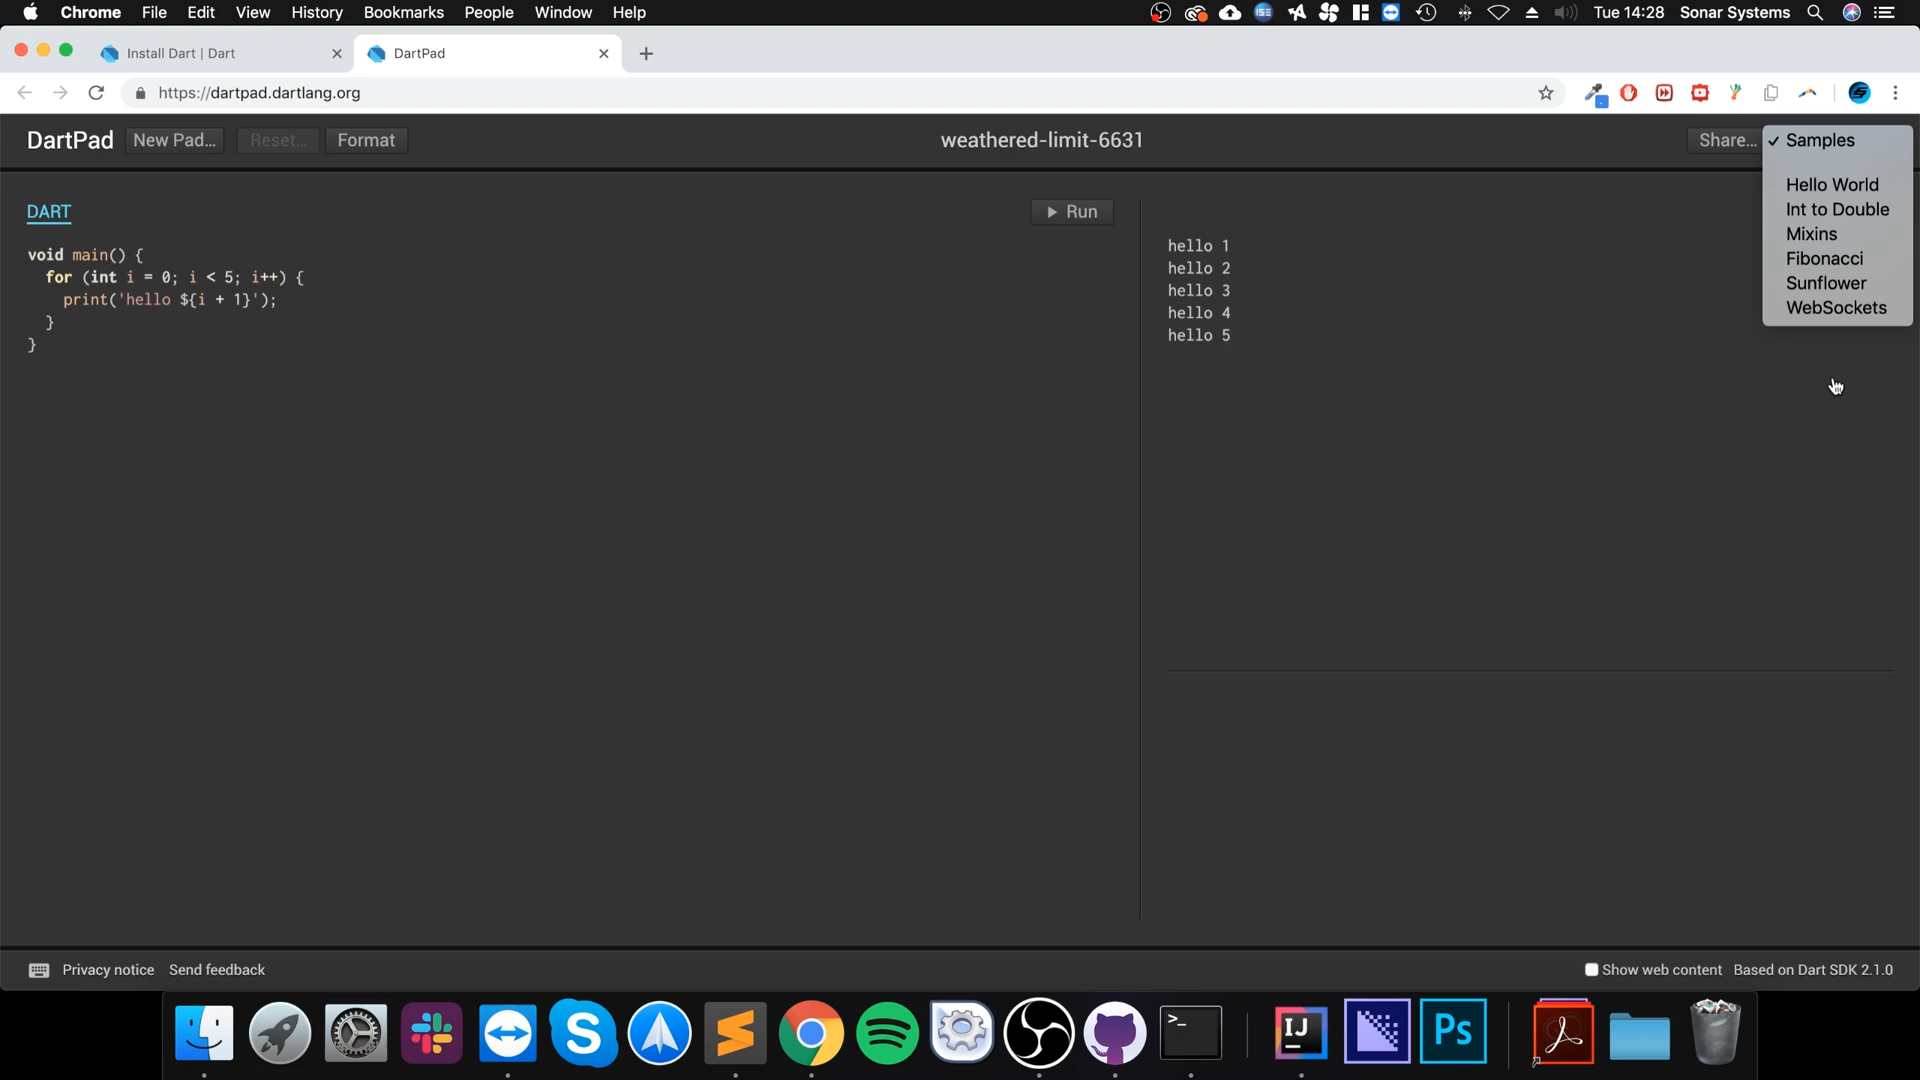 Chrome File Edit View History Bookmarks People Window Help Tue 14:28 Sonar Systems
Install Dart | Dart DartPad
https://dartpad.dartlang.org
DartPad New Pad... Reset... Format weathered-limit-6631 Share... ✓ Samples
Hello World
Int to Double
Mixins
Fibonacci
Sunflower
WebSockets
DART Run
void main() {
for (int i = 0; i < 5; i++) {
print('hello ${i + 1}');
}
}
hello 1
hello 2
hello 3
hello 4
hello 5
Privacy notice Send feedback Show web content Based on Dart SDK 2.1.0
S >_ IJ Ps